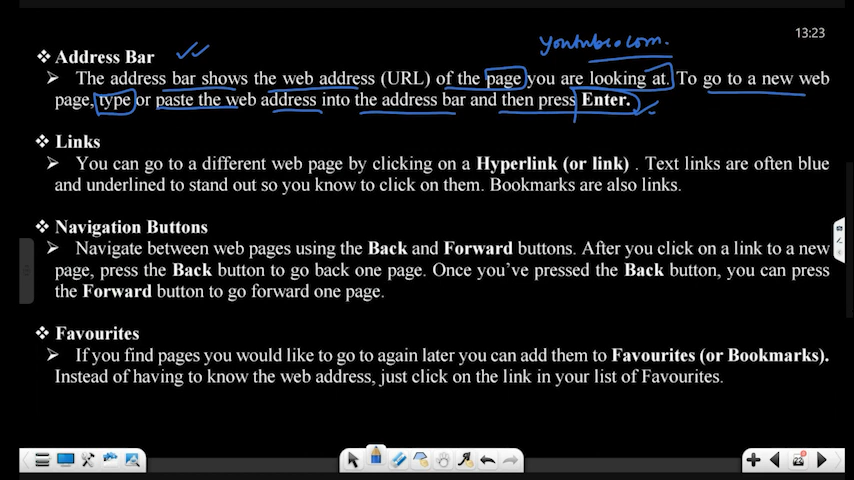 13:23
youtube.com.
❖ Address Bar
➢ The address bar shows the web address (URL) of the page you are looking at. To go to a new web
page, type or paste the web address into the address bar and then press Enter.
❖ Links
➢ You can go to a different web page by clicking on a Hyperlink (or link) . Text links are often blue
and underlined to stand out so you know to click on them. Bookmarks are also links.
❖ Navigation Buttons
➢ Navigate between web pages using the Back and Forward buttons. After you click on a link to a new
page, press the Back button to go back one page. Once you’ve pressed the Back button, you can press
the Forward button to go forward one page.
❖ Favourites
➢ If you find pages you would like to go to again later you can add them to Favourites (or Bookmarks).
Instead of having to know the web address, just click on the link in your list of Favourites.